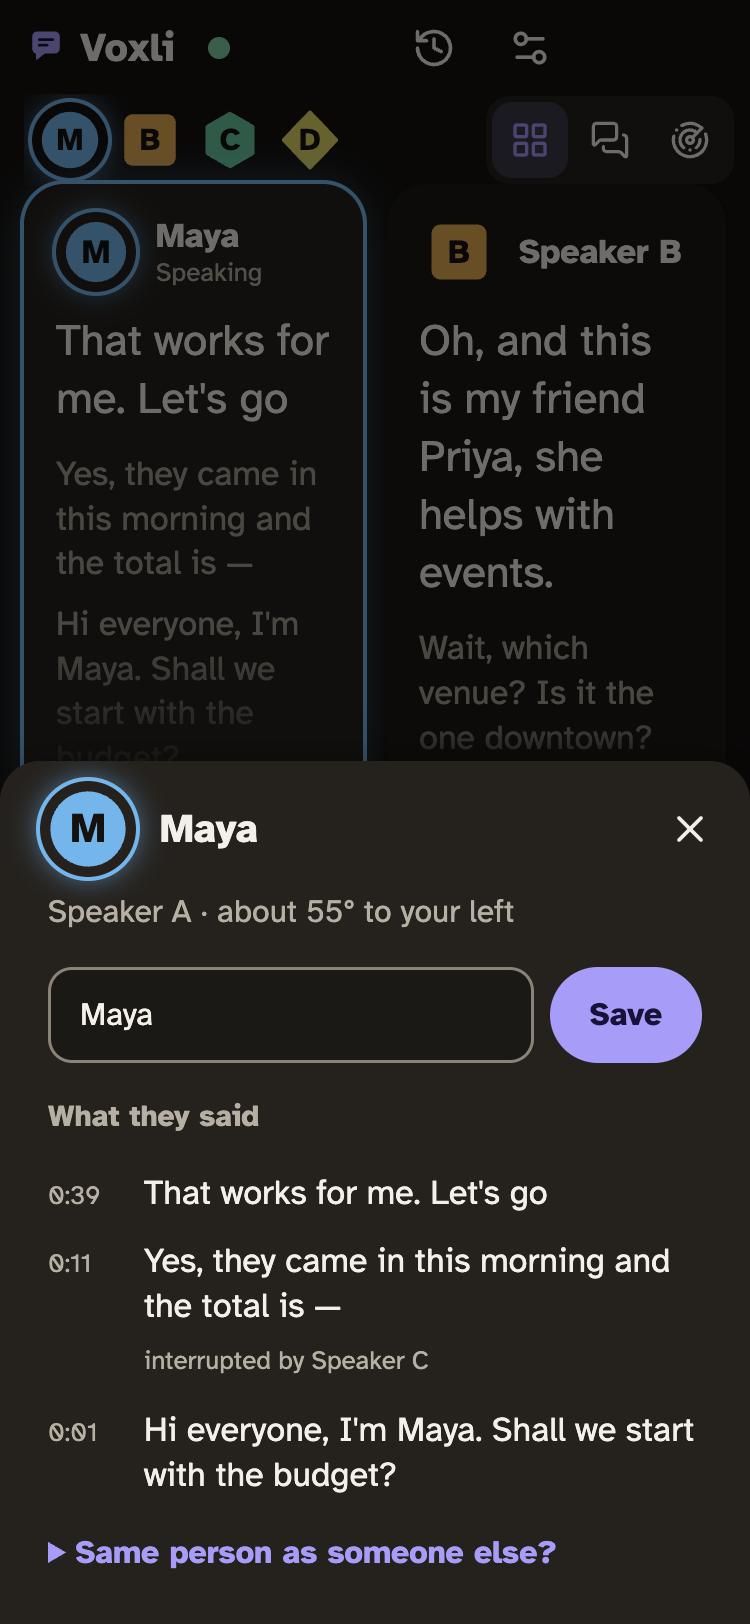 Voxli
M B C D
M Maya
Speaking
That works for
me. Let's go
Yes, they came in
this morning and
the total is —
Hi everyone, I'm
Maya. Shall we
start with the
budget?
B Speaker B
Oh, and this
is my friend
Priya, she
helps with
events.
Wait, which
venue? Is it the
one downtown?
M Maya
Speaker A · about 55° to your left
Maya
Save
What they said
0:39 That works for me. Let's go
0:11 Yes, they came in this morning and
the total is —
interrupted by Speaker C
0:01 Hi everyone, I'm Maya. Shall we start
with the budget?
Same person as someone else?